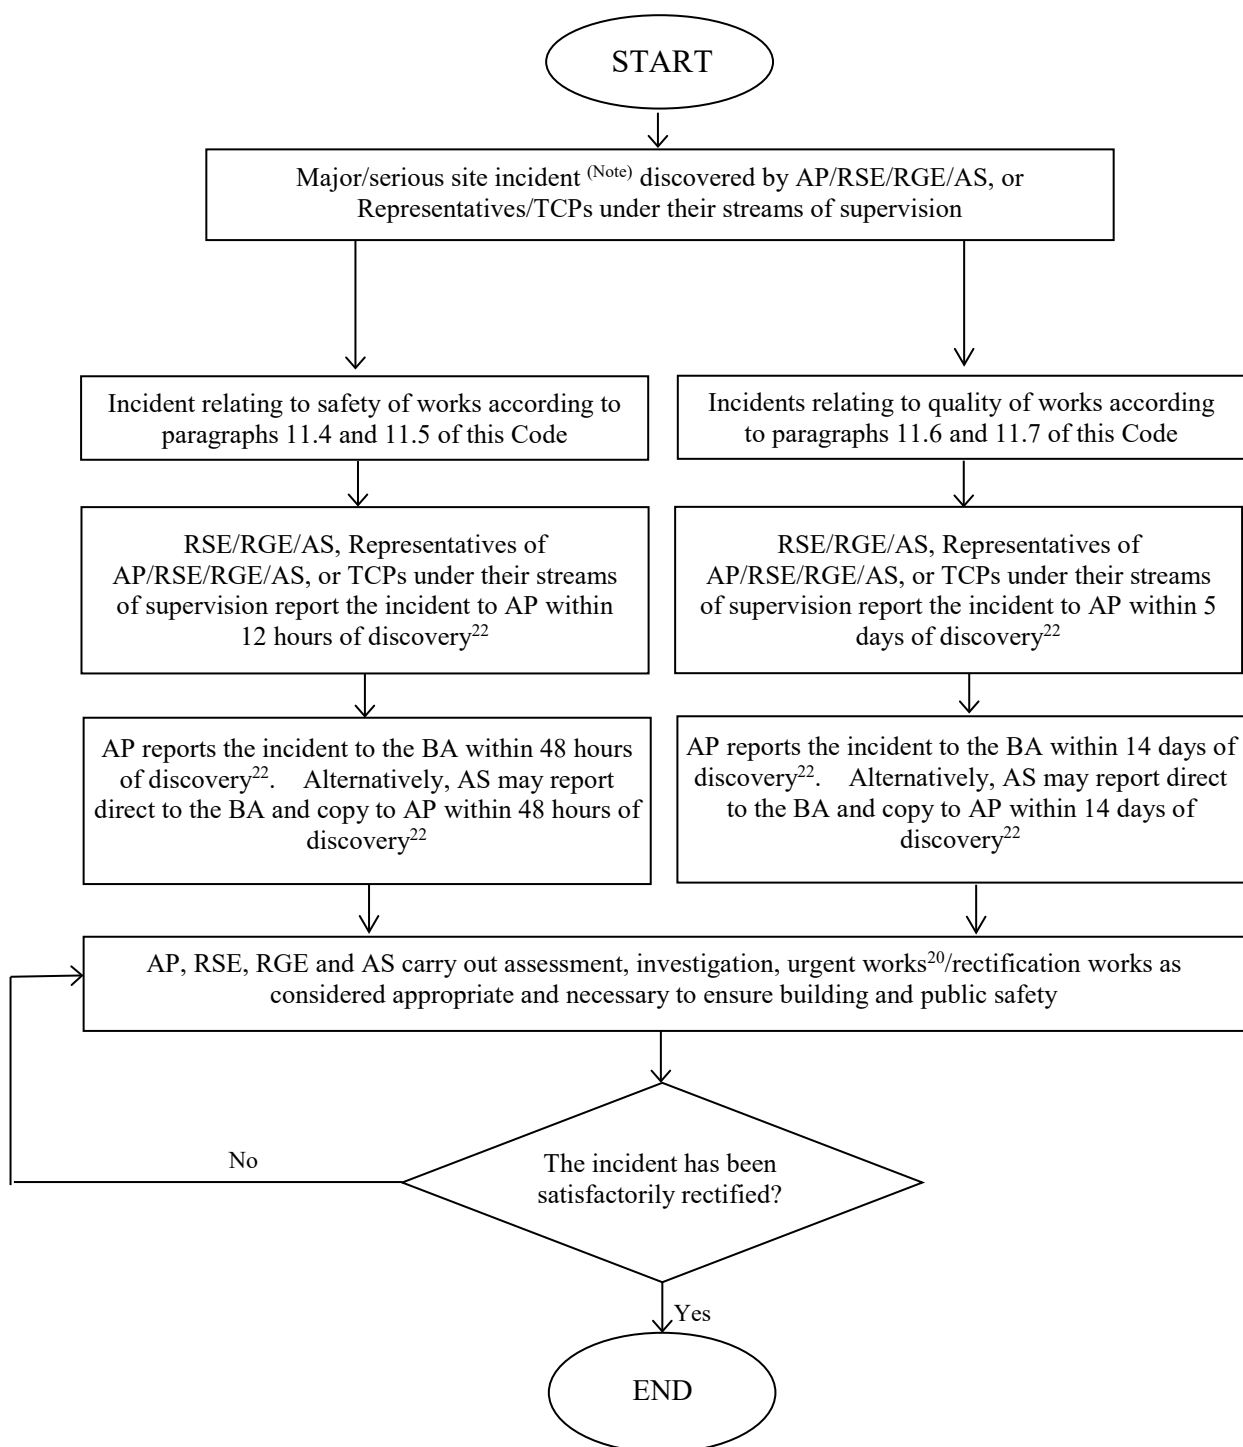 START
Major/serious site incident (Note) discovered by AP/RSE/RGE/AS, or
Representatives/TCPs under their streams of supervision
Incident relating to safety of works according to
paragraphs 11.4 and 11.5 of this Code
Incidents relating to quality of works according
to paragraphs 11.6 and 11.7 of this Code
RSE/RGE/AS, Representatives of
AP/RSE/RGE/AS, or TCPs under their streams
of supervision report the incident to AP within
12 hours of discovery22
RSE/RGE/AS, Representatives of
AP/RSE/RGE/AS, or TCPs under their streams
of supervision report the incident to AP within 5
days of discovery22
AP reports the incident to the BA within 48 hours
of discovery22. Alternatively, AS may report
direct to the BA and copy to AP within 48 hours of
discovery22
AP reports the incident to the BA within 14 days of
discovery22. Alternatively, AS may report direct
to the BA and copy to AP within 14 days of
discovery22
AP, RSE, RGE and AS carry out assessment, investigation, urgent works20/rectification works as
considered appropriate and necessary to ensure building and public safety
No
The incident has been
satisfactorily rectified?
Yes
END